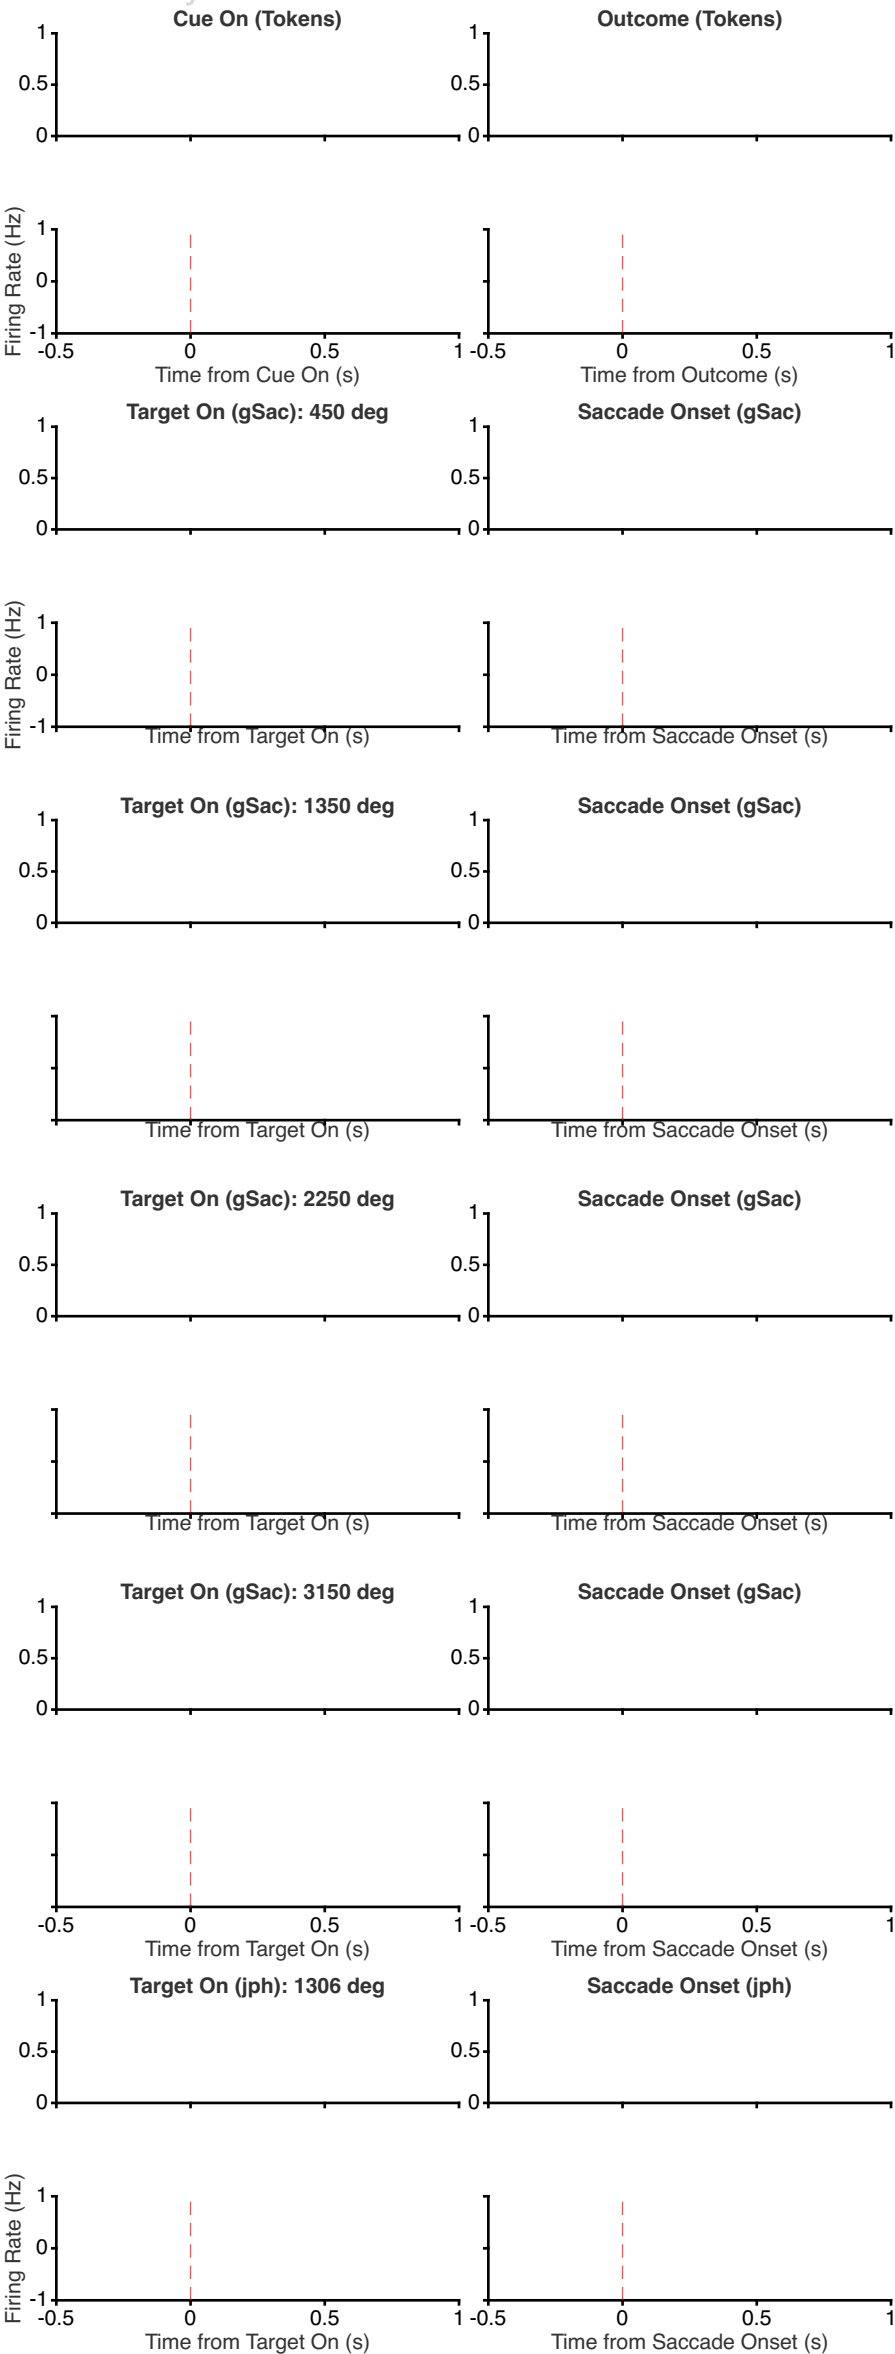 Cue On (Tokens)
Outcome (Tokens)
1
0.5
0
1
0.5
0
Firing Rate (Hz)
1
0
-1
-0.5 0 0.5 1
-0.5 0 0.5 1
Time from Cue On (s)
Time from Outcome (s)
Target On (gSac): 450 deg
Saccade Onset (gSac)
1
0.5
0
1
0.5
0
Firing Rate (Hz)
1
0
-1
Time from Target On (s)
Time from Saccade Onset (s)
Target On (gSac): 1350 deg
Saccade Onset (gSac)
1
0.5
0
1
0.5
0
Time from Target On (s)
Time from Saccade Onset (s)
Target On (gSac): 2250 deg
Saccade Onset (gSac)
1
0.5
0
1
0.5
0
Time from Target On (s)
Time from Saccade Onset (s)
Target On (gSac): 3150 deg
Saccade Onset (gSac)
1
0.5
0
1
0.5
0
-0.5 0 0.5 1
-0.5 0 0.5 1
Time from Target On (s)
Time from Saccade Onset (s)
Target On (jph): 1306 deg
Saccade Onset (jph)
1
0.5
0
1
0.5
0
Firing Rate (Hz)
1
0
-1
-0.5 0 0.5 1
-0.5 0 0.5 1
Time from Target On (s)
Time from Saccade Onset (s)